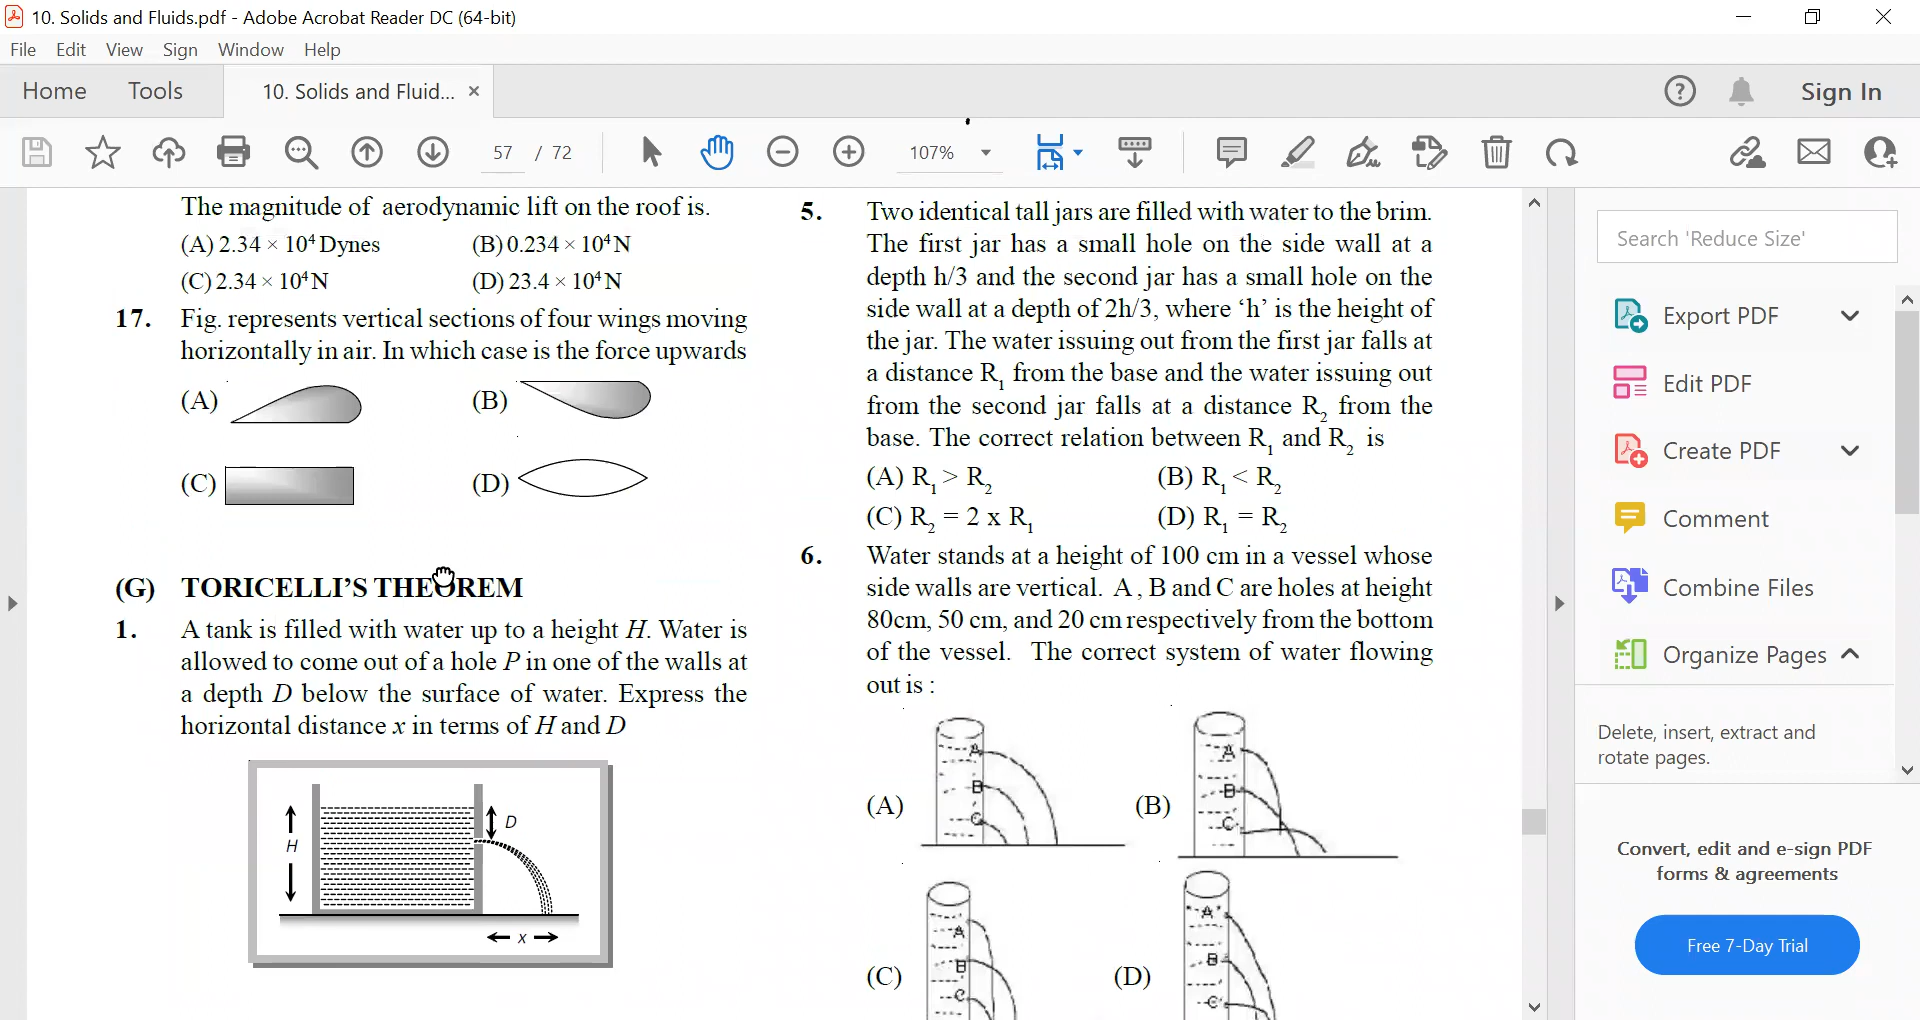 10. Solids and Fluids.pdf - Adobe Acrobat Reader DC (64-bit)
File Edit View Sign Window Help
Home Tools 10. Solids and Fluid... × Sign In
57 / 72 107%
The magnitude of aerodynamic lift on the roof is.
(A) 2.34 × 10⁴ Dynes (B) 0.234 × 10⁴ N
(C) 2.34 × 10⁴ N (D) 23.4 × 10⁴ N
17. Fig. represents vertical sections of four wings moving
horizontally in air. In which case is the force upwards
(A) (B)
(C) (D)
(G) TORICELLI'S THEOREM
1. A tank is filled with water up to a height H. Water is
allowed to come out of a hole P in one of the walls at
a depth D below the surface of water. Express the
horizontal distance x in terms of H and D
D
H
x
5. Two identical tall jars are filled with water to the brim.
The first jar has a small hole on the side wall at a
depth h/3 and the second jar has a small hole on the
side wall at a depth of 2h/3, where ‘h’ is the height of
the jar. The water issuing out from the first jar falls at
a distance R₁ from the base and the water issuing out
from the second jar falls at a distance R₂ from the
base. The correct relation between R₁ and R₂ is
(A) R₁ > R₂ (B) R₁ < R₂
(C) R₂ = 2 x R₁ (D) R₁ = R₂
6. Water stands at a height of 100 cm in a vessel whose
side walls are vertical. A , B and C are holes at height
80cm, 50 cm, and 20 cm respectively from the bottom
of the vessel. The correct system of water flowing
out is :
(A) A B C (B) A B C
(C) A B C (D) A B C
Search 'Reduce Size'
Export PDF
Edit PDF
Create PDF
Comment
Combine Files
Organize Pages
Delete, insert, extract and
rotate pages.
Convert, edit and e-sign PDF
forms & agreements
Free 7-Day Trial